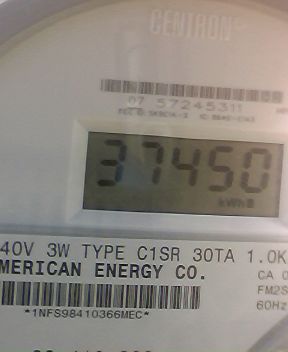 CENTRON
07 57245311
37450
kWh
40V 3W TYPE C1SR 30TA 1.0K
MERICAN ENERGY CO.
CA 0
FM2S
60Hz
*1NFS98410366MEC*